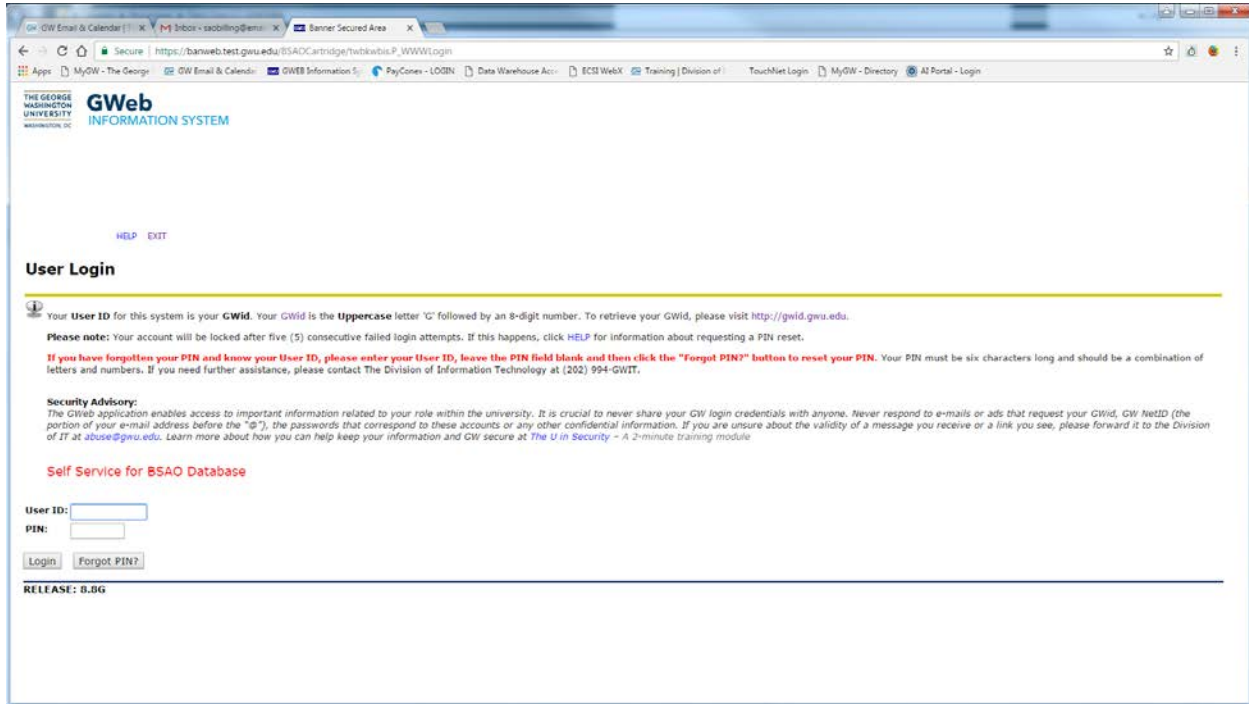 GW Email & Calendar
Inbox - saobilling@ema
Banner Secured Area
Secure | https://banweb.test.gwu.edu/BSAOCartridge/twbkwbis.P_WWWLogin
Apps MyGW - The George GW Email & Calenda GWEB Information S PayConex - LOGIN Data Warehouse Acc ECSI WebX Training | Division of TouchNet Login MyGW - Directory AI Portal - Login
THE GEORGE
WASHINGTON
UNIVERSITY
WASHINGTON, DC
GWeb
INFORMATION SYSTEM
HELP EXIT
User Login
Your User ID for this system is your GWid. Your GWid is the Uppercase letter 'G' followed by an 8-digit number. To retrieve your GWid, please visit http://gwid.gwu.edu.
Please note: Your account will be locked after five (5) consecutive failed login attempts. If this happens, click HELP for information about requesting a PIN reset.
If you have forgotten your PIN and know your User ID, please enter your User ID, leave the PIN field blank and then click the "Forgot PIN?" button to reset your PIN. Your PIN must be six characters long and should be a combination of
letters and numbers. If you need further assistance, please contact The Division of Information Technology at (202) 994-GWIT.
Security Advisory:
The GWeb application enables access to important information related to your role within the university. It is crucial to never share your GW login credentials with anyone. Never respond to e-mails or ads that request your GWid, GW NetID (the
portion of your e-mail address before the "@"), the passwords that correspond to these accounts or any other confidential information. If you are unsure about the validity of a message you receive or a link you see, please forward it to the Division
of IT at abuse@gwu.edu. Learn more about how you can help keep your information and GW secure at The U in Security – A 2-minute training module
Self Service for BSAO Database
User ID:
PIN:
Login Forgot PIN?
RELEASE: 8.8G